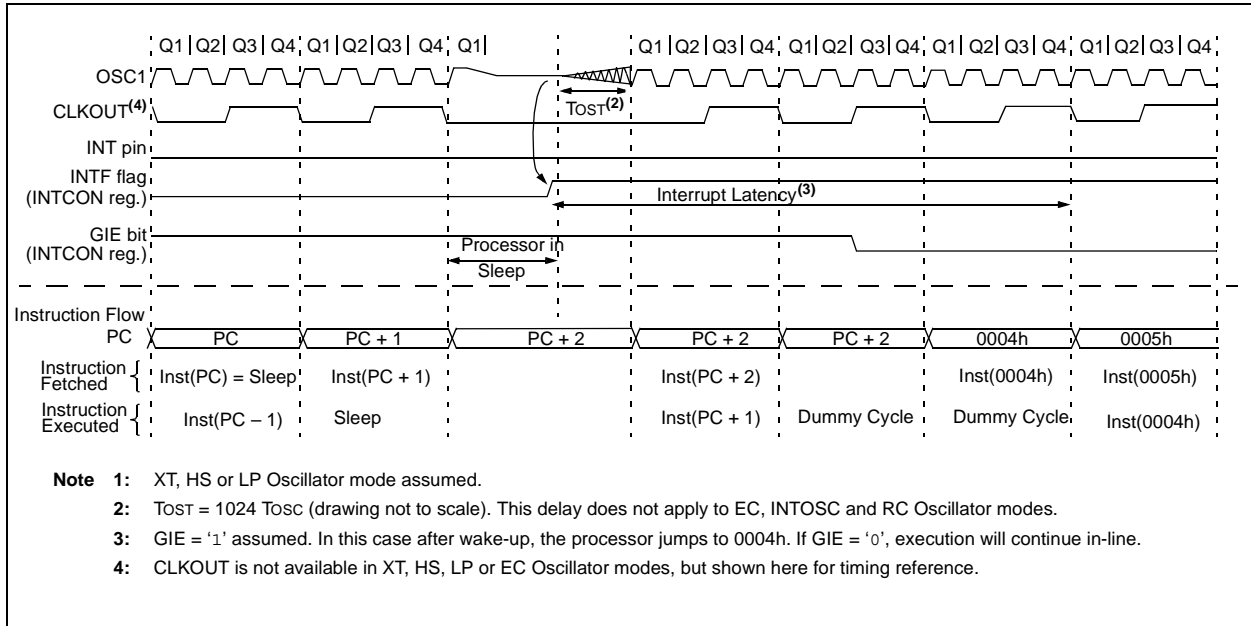 Q1 Q2 Q3 Q4 Q1 Q2 Q3 Q4 Q1 Q1 Q2 Q3 Q4 Q1 Q2 Q3 Q4 Q1 Q2 Q3 Q4 Q1 Q2 Q3 Q4
OSC1
TOST(2)
CLKOUT(4)
INT pin
INTF flag
(INTCON reg.)
Interrupt Latency(3)
GIE bit
(INTCON reg.)
Processor in
Sleep
Instruction Flow
PC PC PC + 1 PC + 2 PC + 2 PC + 2 0004h 0005h
Instruction
Fetched
Inst(PC) = Sleep Inst(PC + 1) Inst(PC + 2) Inst(0004h) Inst(0005h)
Instruction
Executed
Inst(PC – 1) Sleep Inst(PC + 1) Dummy Cycle Dummy Cycle Inst(0004h)
Note 1: XT, HS or LP Oscillator mode assumed.
2: TOST = 1024 TOSC (drawing not to scale). This delay does not apply to EC, INTOSC and RC Oscillator modes.
3: GIE = ‘1’ assumed. In this case after wake-up, the processor jumps to 0004h. If GIE = ‘0’, execution will continue in-line.
4: CLKOUT is not available in XT, HS, LP or EC Oscillator modes, but shown here for timing reference.